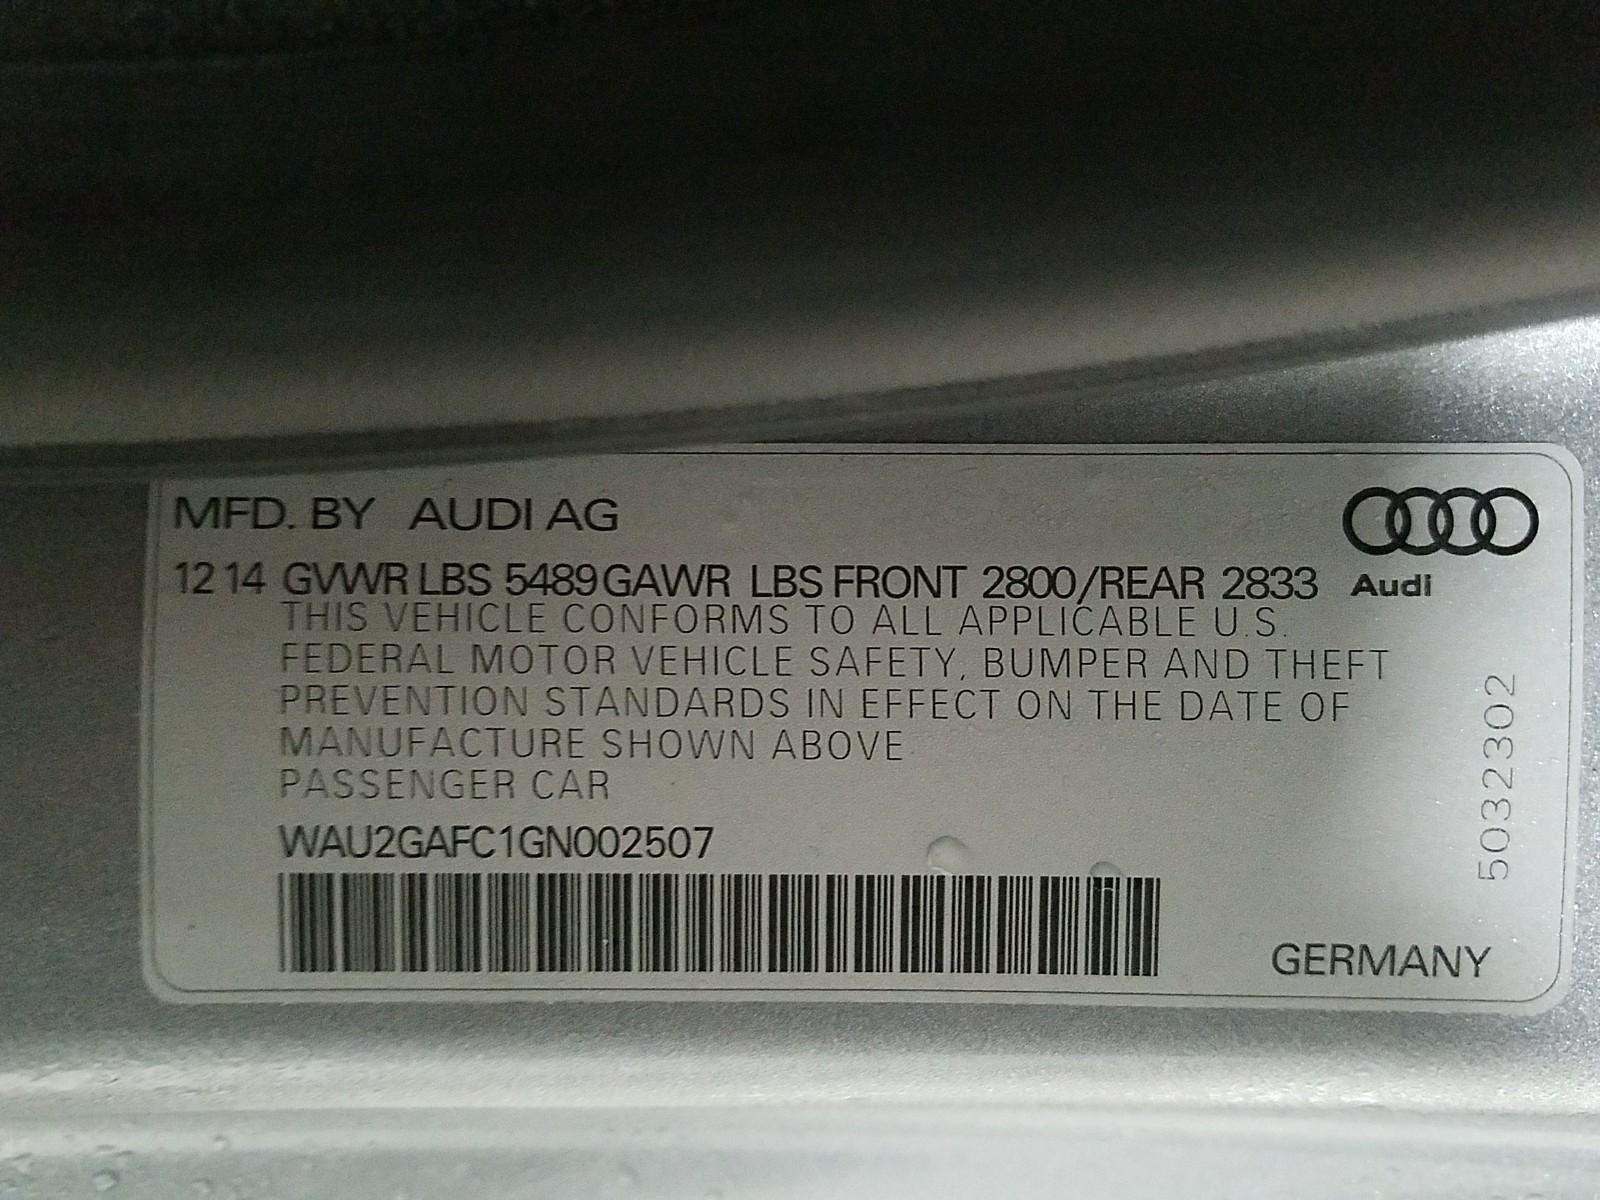 MFD. BY AUDI AG
12 14 GVWR LBS 5489 GAWR LBS FRONT 2800/REAR 2833
Audi
THIS VEHICLE CONFORMS TO ALL APPLICABLE U.S.
FEDERAL MOTOR VEHICLE SAFETY, BUMPER AND THEFT
PREVENTION STANDARDS IN EFFECT ON THE DATE OF
MANUFACTURE SHOWN ABOVE
PASSENGER CAR
WAU2GAFC1GN002507
5032302
GERMANY